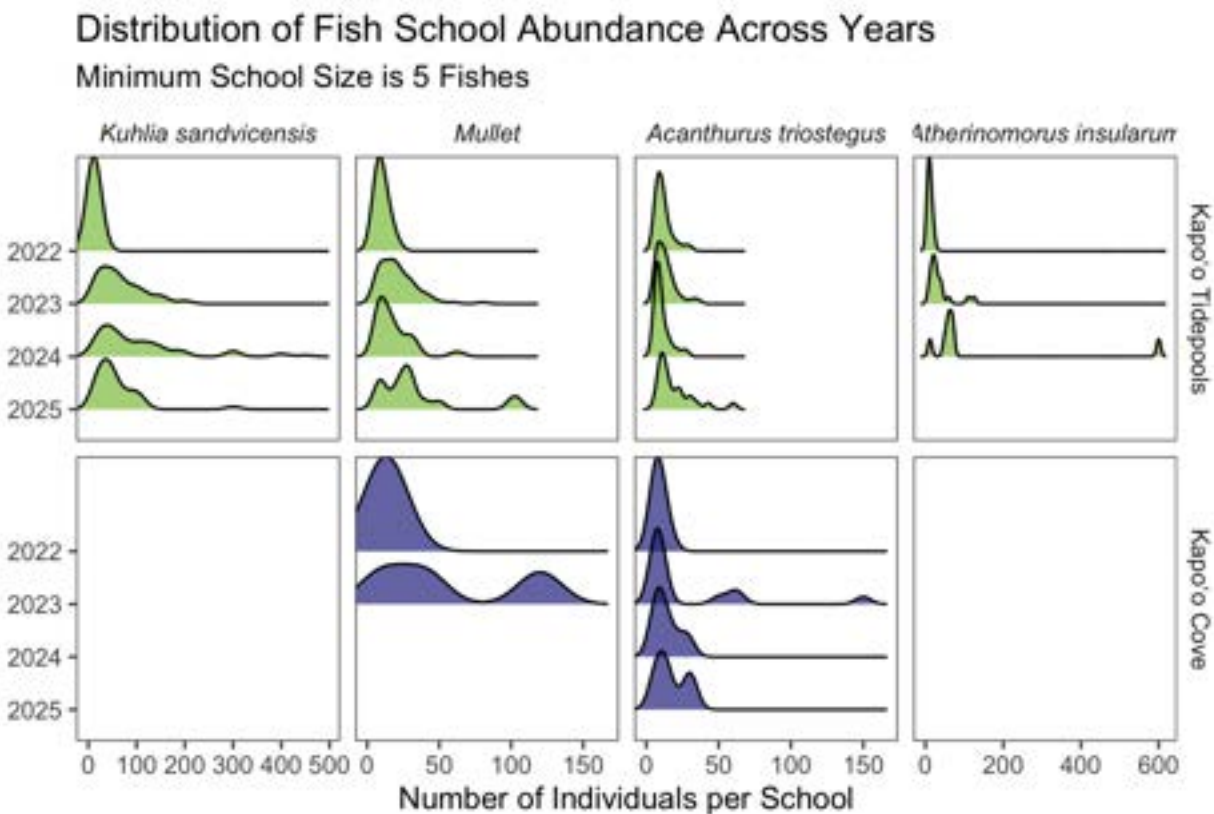 Distribution of Fish School Abundance Across Years
Minimum School Size is 5 Fishes
Kuhlia sandvicensis Mullet Acanthurus triostegus Atherinomorus insularum
2022
2023
2024
2025
Kapo'o Tidepools
2022
2023
2024
2025
Kapo'o Cove
0 100 200 300 400 500 0 50 100 150 0 50 100 150 0 200 400 600
Number of Individuals per School